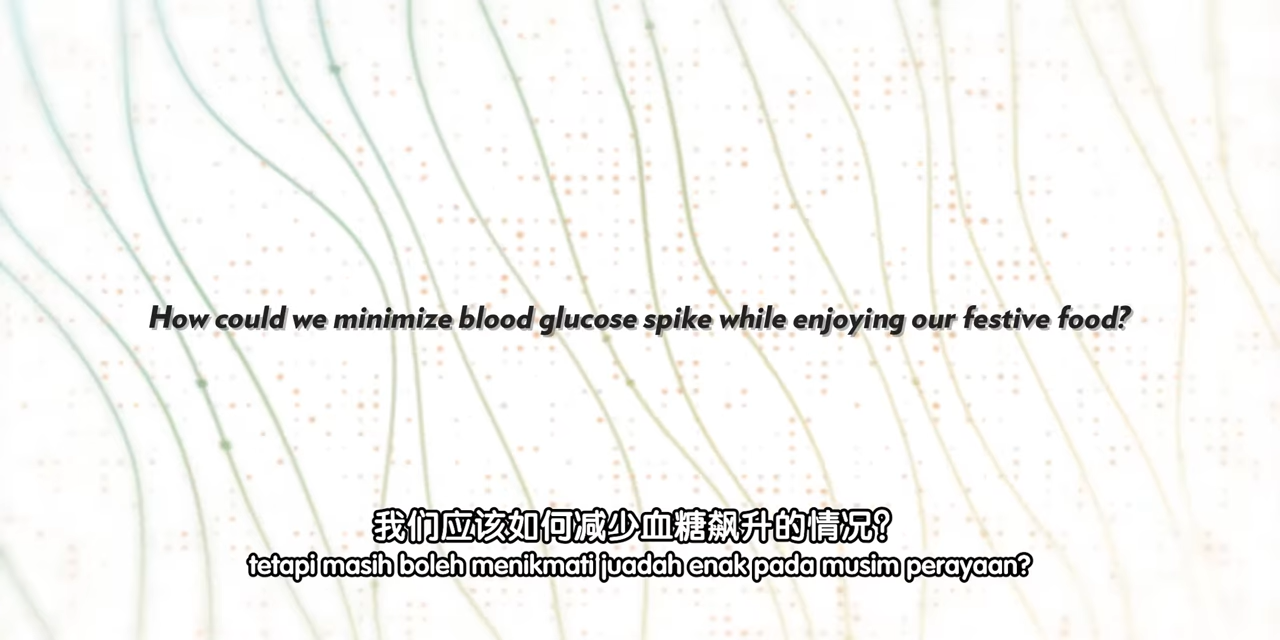 How could we minimize blood glucose spike while enjoying our festive food?
我们应该如何减少血糖飙升的情况?
tetapi masih boleh menikmati juadah enak pada musim perayaan?